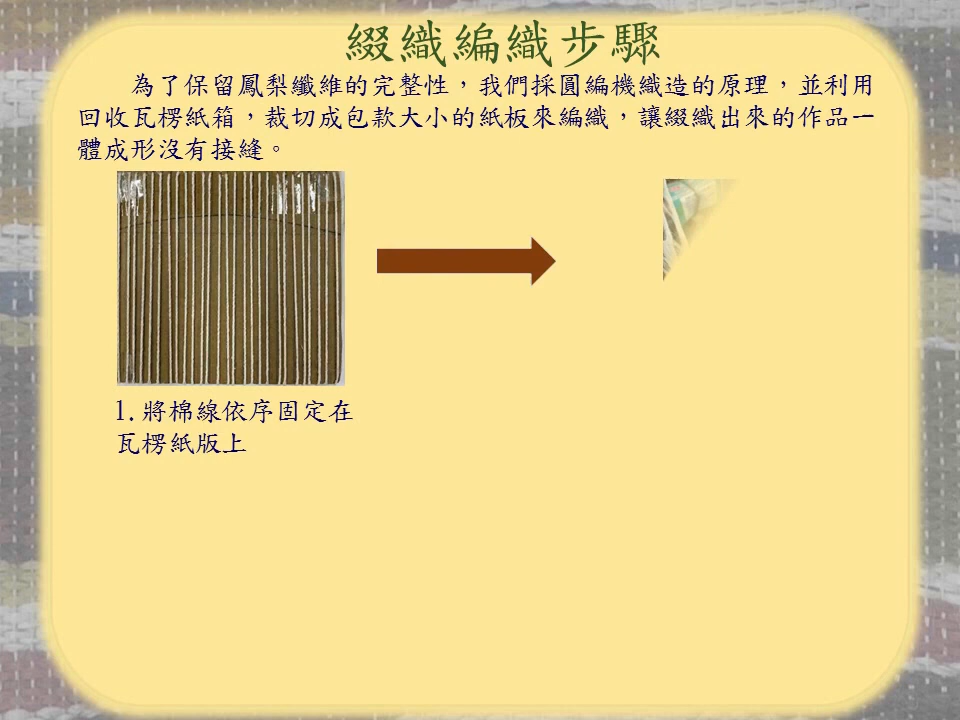 綴織編織步驟
為了保留鳳梨纖維的完整性，我們採圓編機織造的原理，並利用
回收瓦楞紙箱，裁切成包款大小的紙板來編織，讓綴織出來的作品一
體成形沒有接縫。
1.將棉線依序固定在
瓦楞紙版上